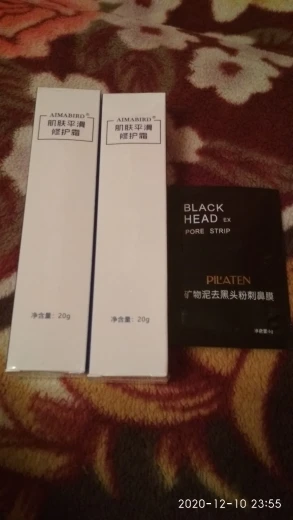 AIMABIRD®
肌肤平滑
修护霜
净含量：20g
AIMABIRD®
肌肤平滑
修护霜
净含量：20g
BLACK
HEAD EX
PORE STRIP
PIL'ATEN
矿物泥去黑头粉刺鼻膜
2020-12-10 23:55